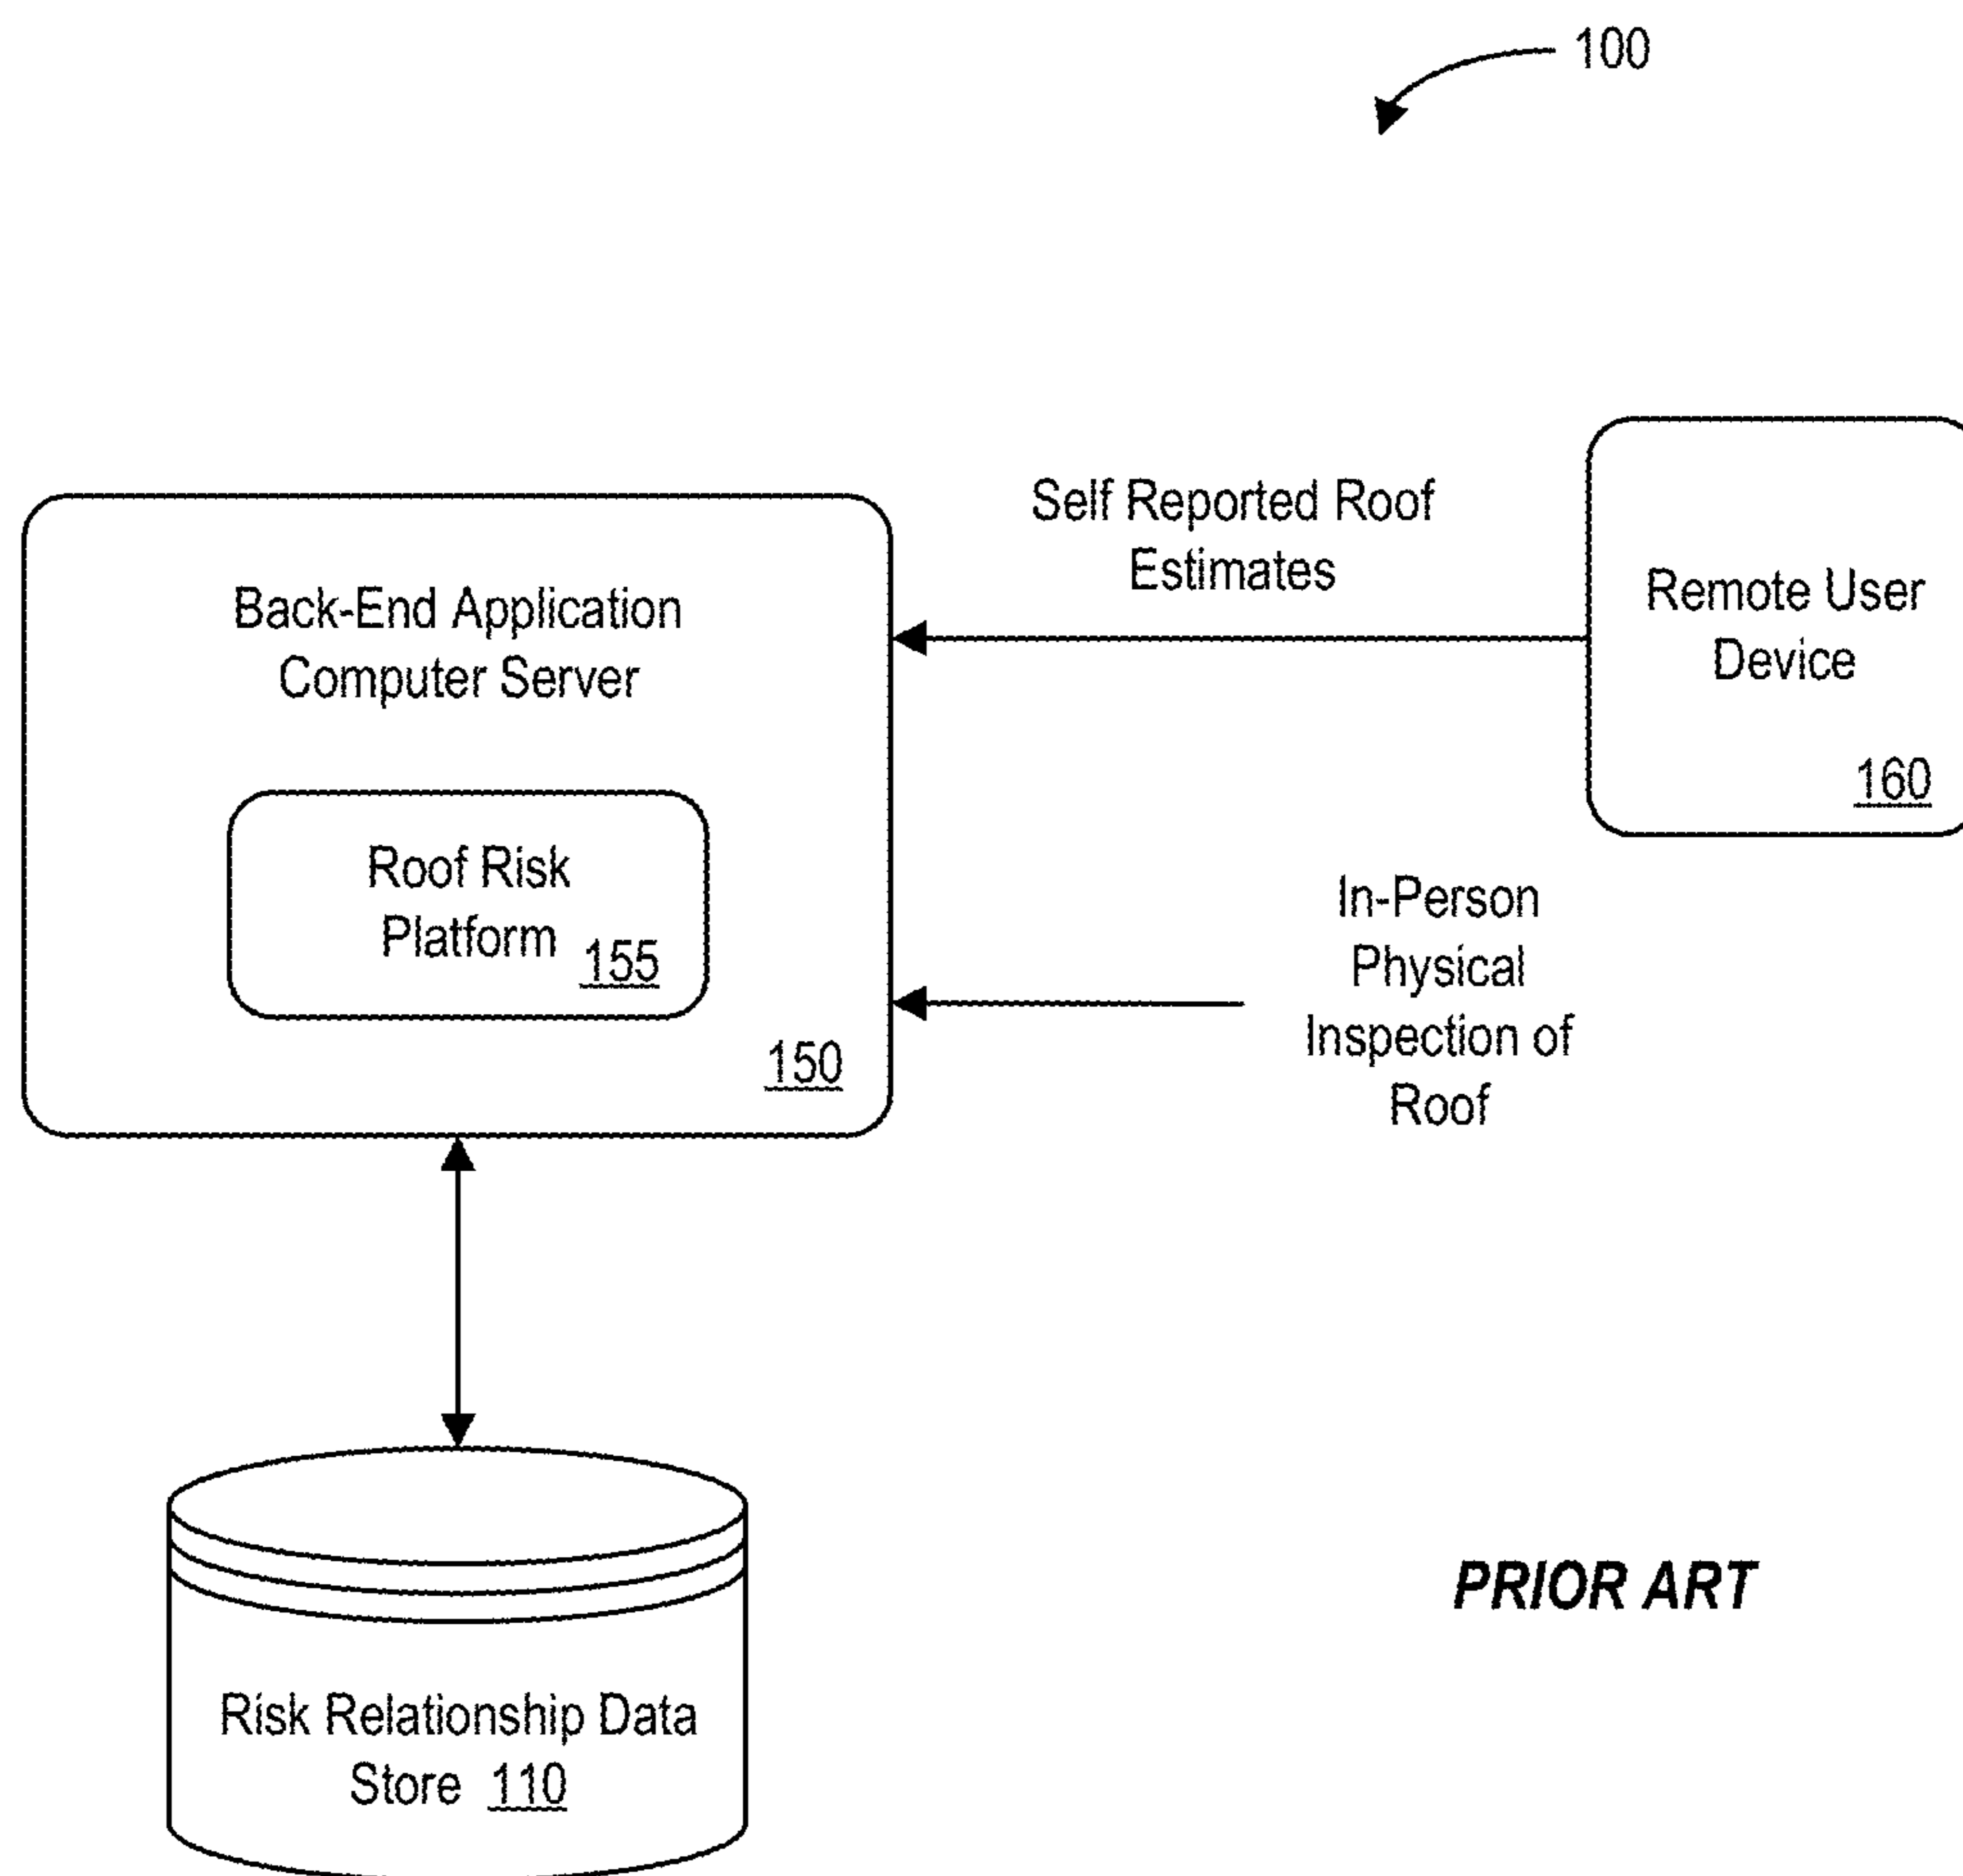 100
Back-End Application
Computer Server
Roof Risk
Platform 155
150
Self Reported Roof
Estimates
Remote User
Device
160
In-Person
Physical
Inspection of
Roof
Risk Relationship Data
Store 110
PRIOR ART